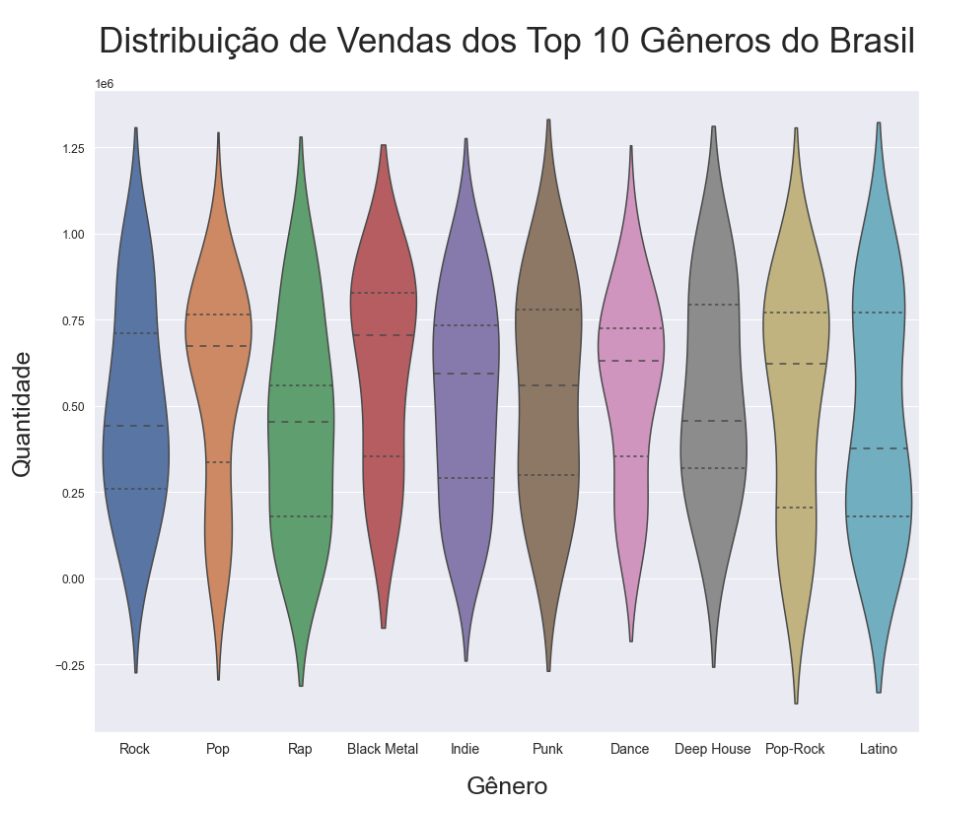 Distribuição de Vendas dos Top 10 Gêneros do Brasil
1e6
1.25
1.00
0.75
0.50
0.25
0.00
−0.25
Quantidade
Rock Pop Rap Black Metal Indie Punk Dance Deep House Pop-Rock Latino
Gênero